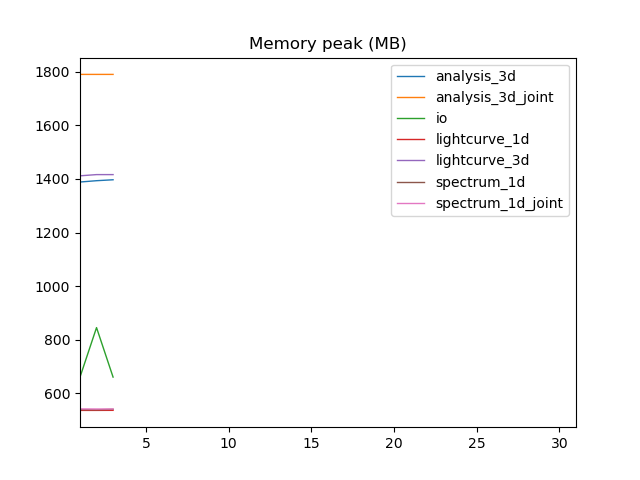 Memory peak (MB)
1800
1600
1400
1200
1000
800
600
5 10 15 20 25 30
analysis_3d
analysis_3d_joint
io
lightcurve_1d
lightcurve_3d
spectrum_1d
spectrum_1d_joint